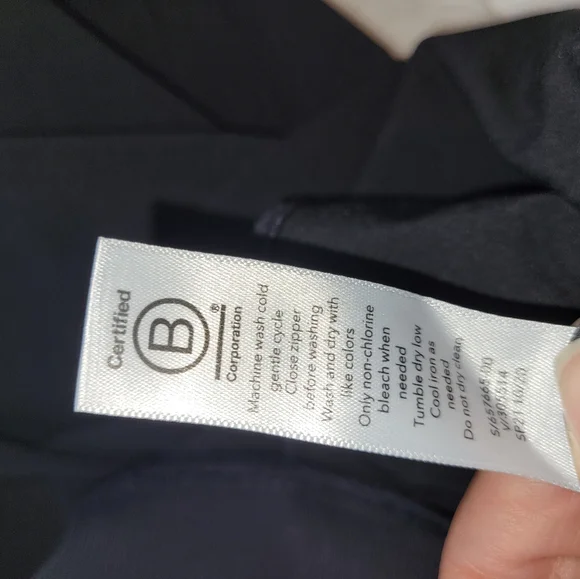 Certified
B®
Corporation
Machine wash cold
gentle cycle
Close zipper
before washing
Wash and dry with
like colors
Only non-chlorine
bleach when
needed
Tumble dry low
Cool iron as
needed
Do not dry clean